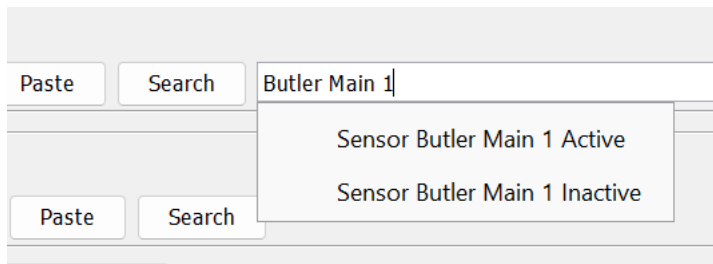 Paste Search Butler Main 1
Sensor Butler Main 1 Active
Sensor Butler Main 1 Inactive
Paste Search